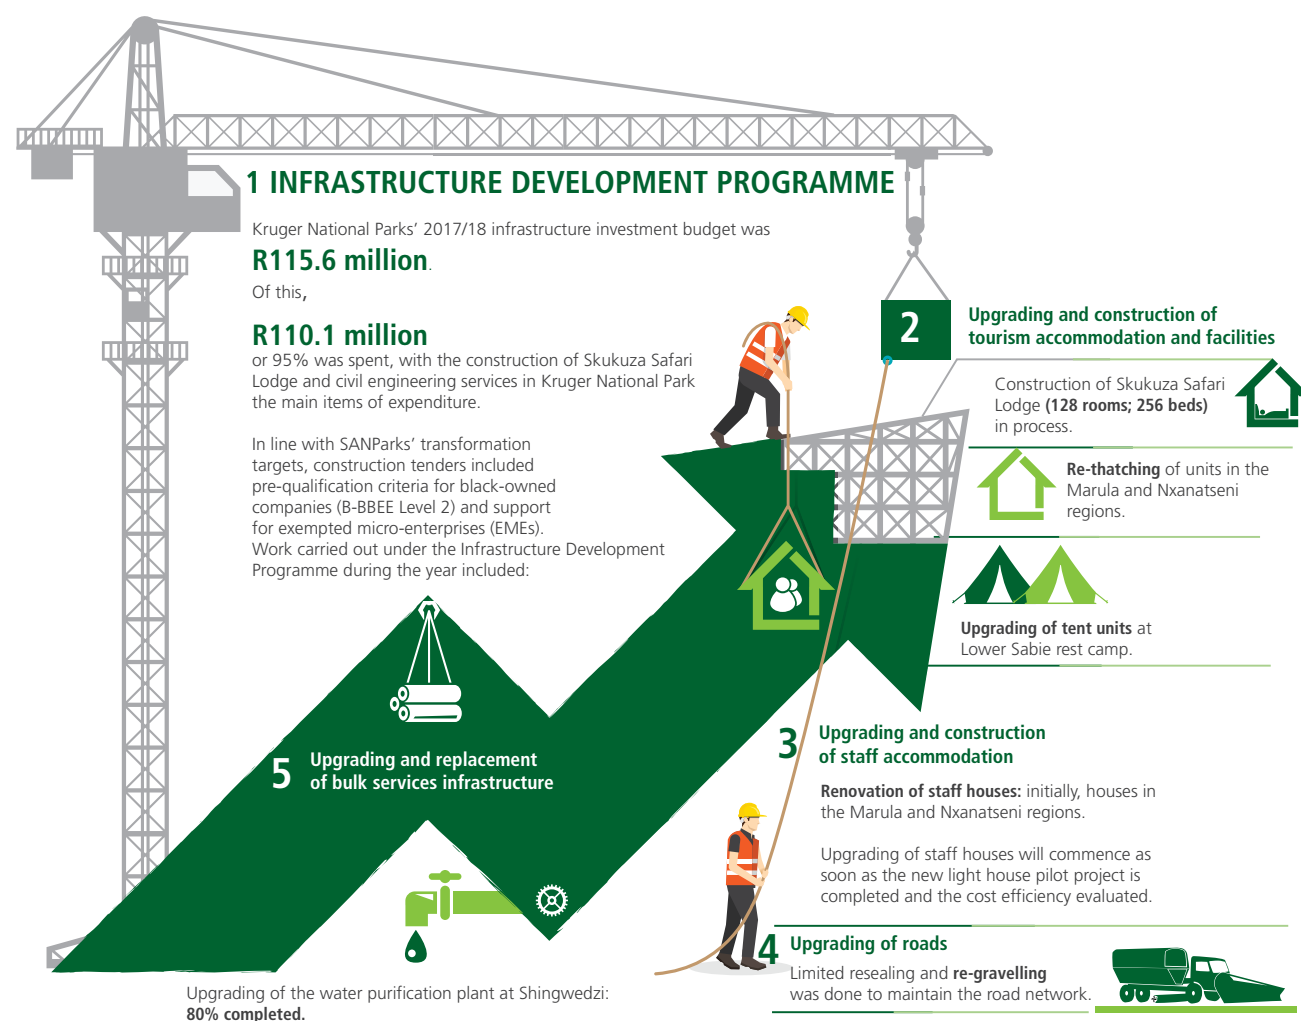 1 INFRASTRUCTURE DEVELOPMENT PROGRAMME
Kruger National Parks’ 2017/18 infrastructure investment budget was
R115.6 million.
Of this,
R110.1 million
or 95% was spent, with the construction of Skukuza Safari
Lodge and civil engineering services in Kruger National Park
the main items of expenditure.
In line with SANParks’ transformation
targets, construction tenders included
pre-qualification criteria for black-owned
companies (B-BBEE Level 2) and support
for exempted micro-enterprises (EMEs).
Work carried out under the Infrastructure Development
Programme during the year included:
2
Upgrading and construction of
tourism accommodation and facilities
Construction of Skukuza Safari
Lodge (128 rooms; 256 beds)
in process.
Re-thatching of units in the
Marula and Nxanatseni
regions.
Upgrading of tent units at
Lower Sabie rest camp.
3 Upgrading and construction
of staff accommodation
Renovation of staff houses: initially, houses in
the Marula and Nxanatseni regions.
Upgrading of staff houses will commence as
soon as the new light house pilot project is
completed and the cost efficiency evaluated.
4 Upgrading of roads
Limited resealing and re-gravelling
was done to maintain the road network.
5 Upgrading and replacement
of bulk services infrastructure
Upgrading of the water purification plant at Shingwedzi:
80% completed.